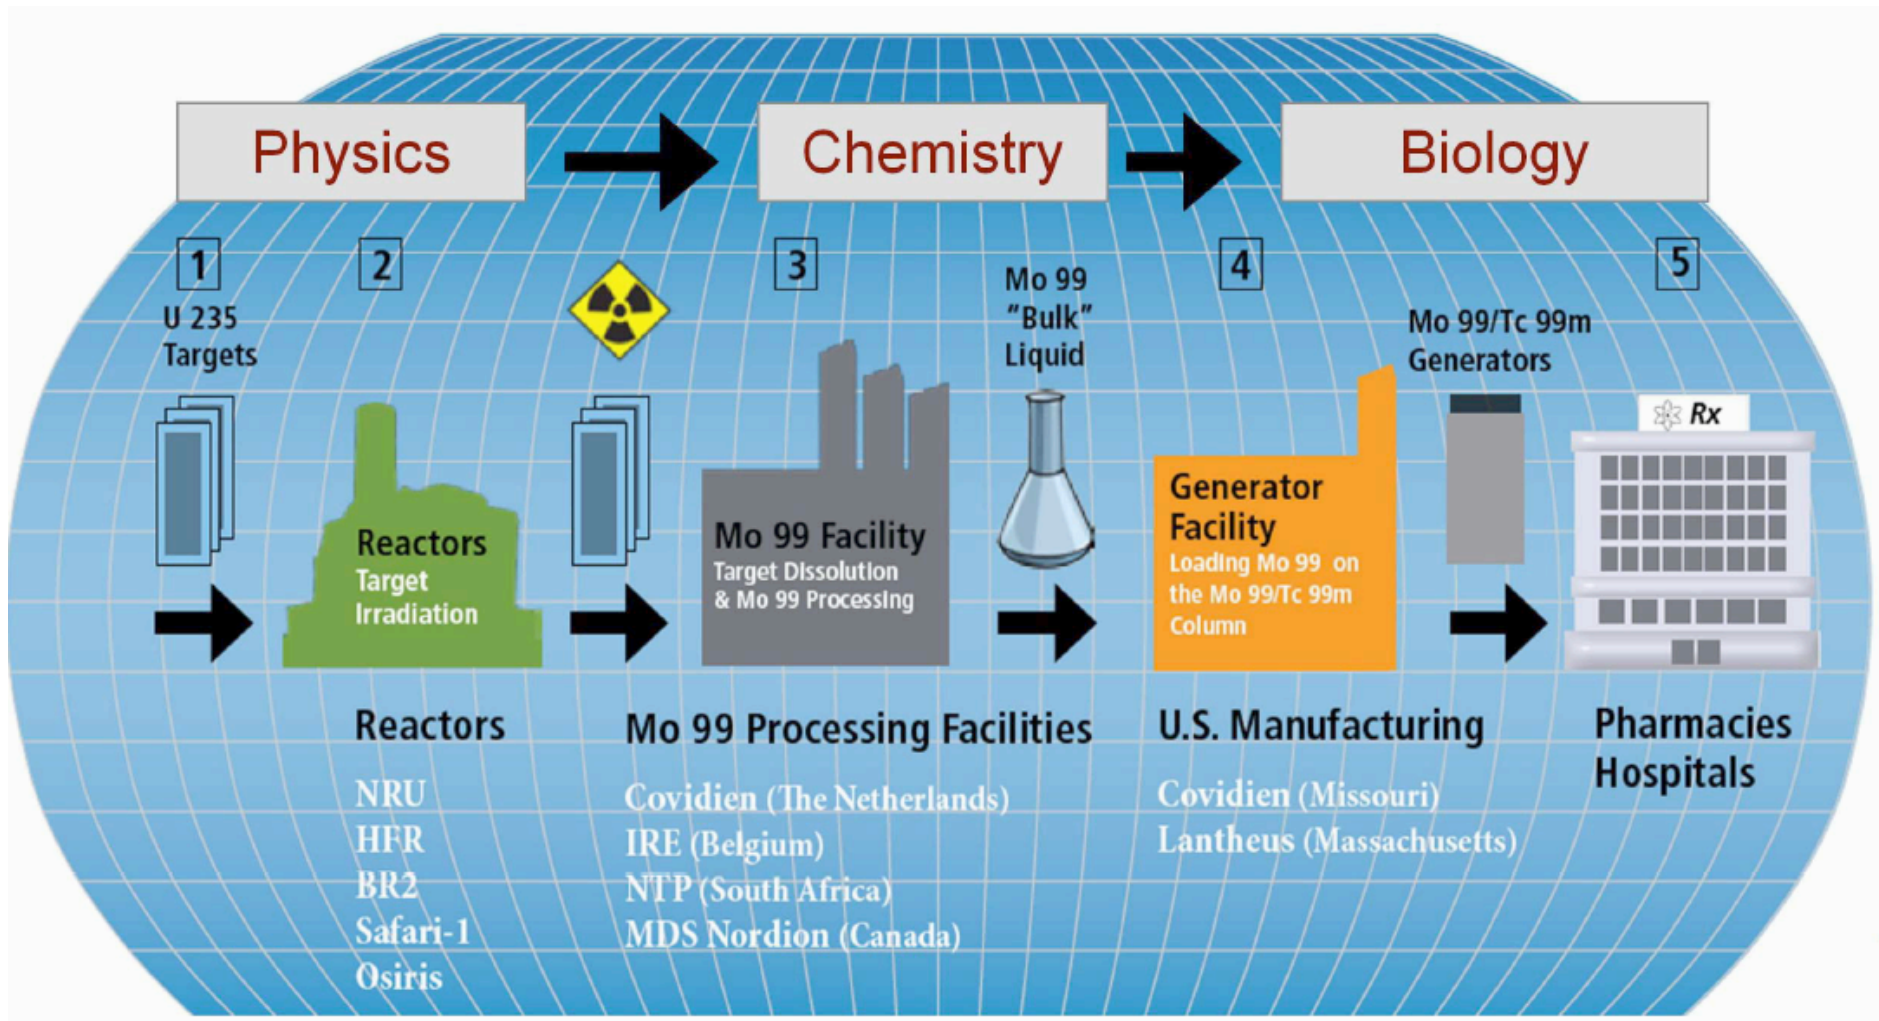 Physics
Chemistry
Biology
1
2
3
4
5
U 235
Targets
Mo 99
"Bulk"
Liquid
Mo 99/Tc 99m
Generators
Rx
Reactors
Target
Irradiation
Mo 99 Facility
Target Dissolution
& Mo 99 Processing
Generator
Facility
Loading Mo 99 on
the Mo 99/Tc 99m
Column
Reactors
NRU
HFR
BR2
Safari-1
Osiris
Mo 99 Processing Facilities
Covidien (The Netherlands)
IRE (Belgium)
NTP (South Africa)
MDS Nordion (Canada)
U.S. Manufacturing
Covidien (Missouri)
Lantheus (Massachusetts)
Pharmacies
Hospitals